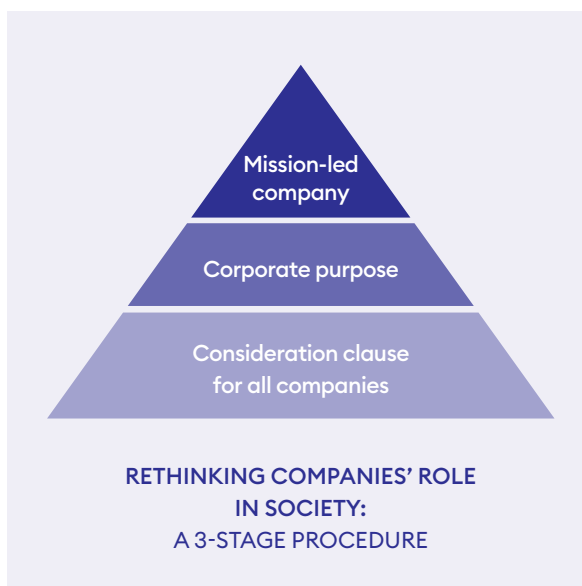 Mission-led
company
Corporate purpose
Consideration clause
for all companies
RETHINKING COMPANIES’ ROLE
IN SOCIETY:
A 3-STAGE PROCEDURE